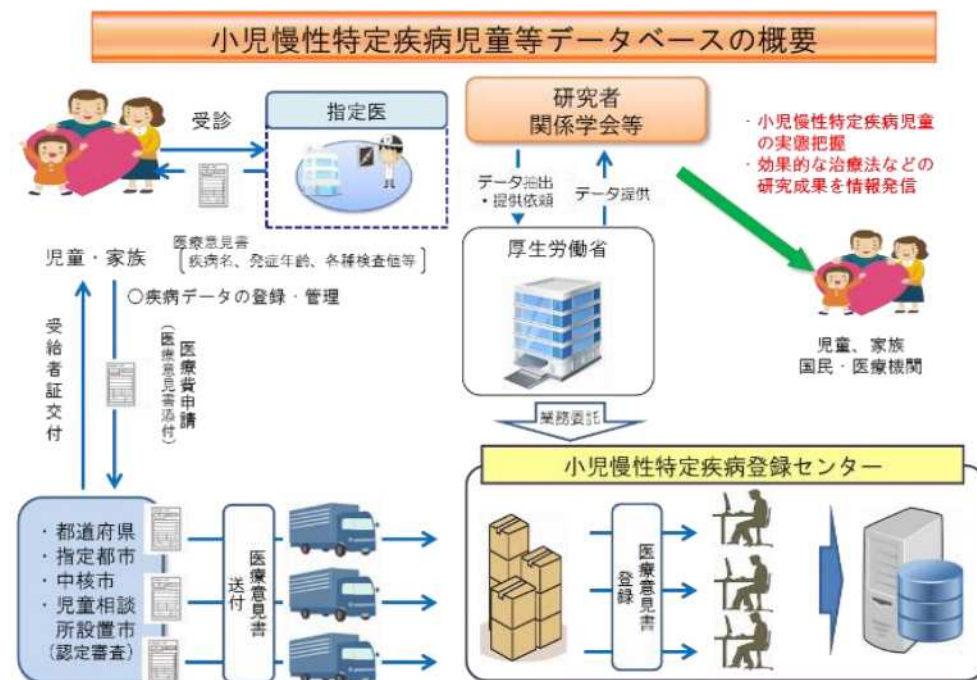 小児慢性特定疾病児童等データベースの概要
受診
指定医
研究者
関係学会等
・小児慢性特定疾病児童
の実態把握
・効果的な治療法などの
研究成果を情報発信
データ抽出
・提供依頼
データ提供
児童・家族
医療意見書
疾病名、発症年齢、各種検査値等
○疾病データの登録・管理
厚生労働省
受給者証交付
医療費申請
(医療意見書添付)
児童、家族
国民・医療機関
業務委託
小児慢性特定疾病登録センター
・都道府県
・指定都市
・中核市
・児童相談
所設置市
(認定審査)
医療意見書
送付
医療意見書
登録